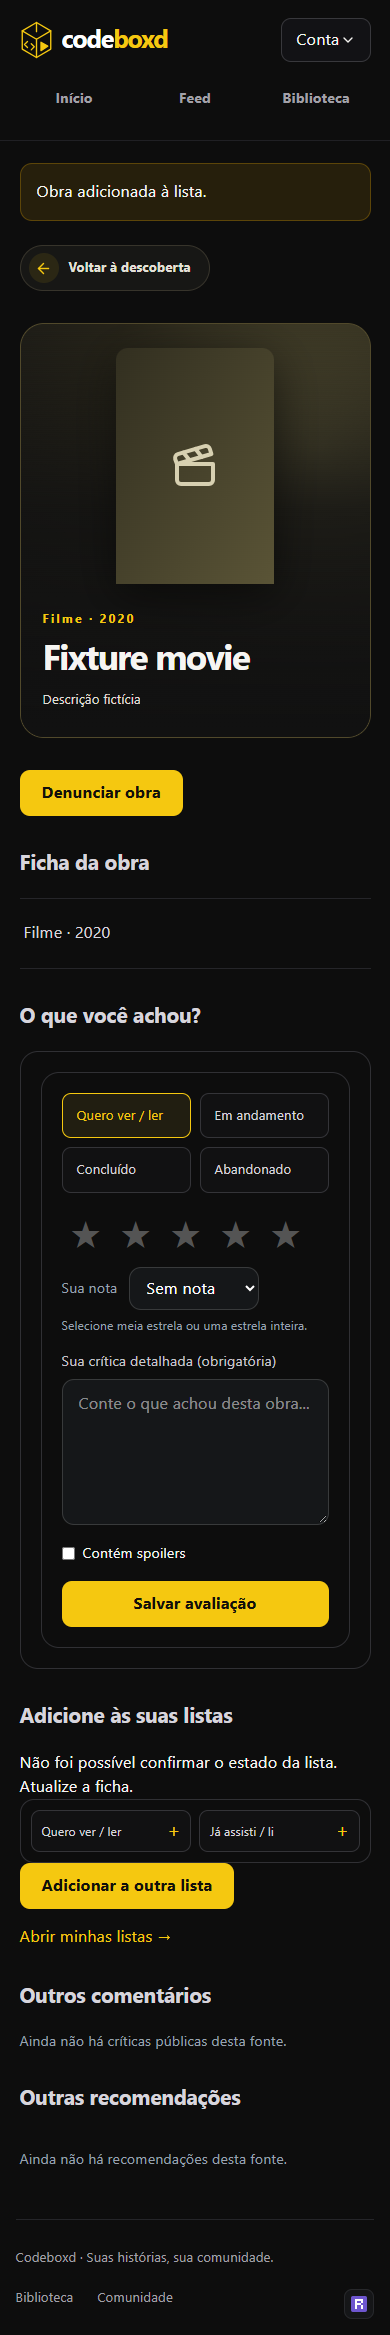 codeboxd
Conta
Início Feed Biblioteca
Obra adicionada à lista.
← Voltar à descoberta
Filme · 2020
Fixture movie
Descrição fictícia
Denunciar obra
Ficha da obra
Filme · 2020
O que você achou?
Quero ver / ler Em andamento
Concluído Abandonado
★ ★ ★ ★ ★
Sua nota Sem nota
Selecione meia estrela ou uma estrela inteira.
Sua crítica detalhada (obrigatória)
Conte o que achou desta obra...
Contém spoilers
Salvar avaliação
Adicione às suas listas
Não foi possível confirmar o estado da lista.
Atualize a ficha.
Quero ver / ler + Já assisti / li +
Adicionar a outra lista
Abrir minhas listas →
Outros comentários
Ainda não há críticas públicas desta fonte.
Outras recomendações
Ainda não há recomendações desta fonte.
Codeboxd · Suas histórias, sua comunidade.
Biblioteca Comunidade
R